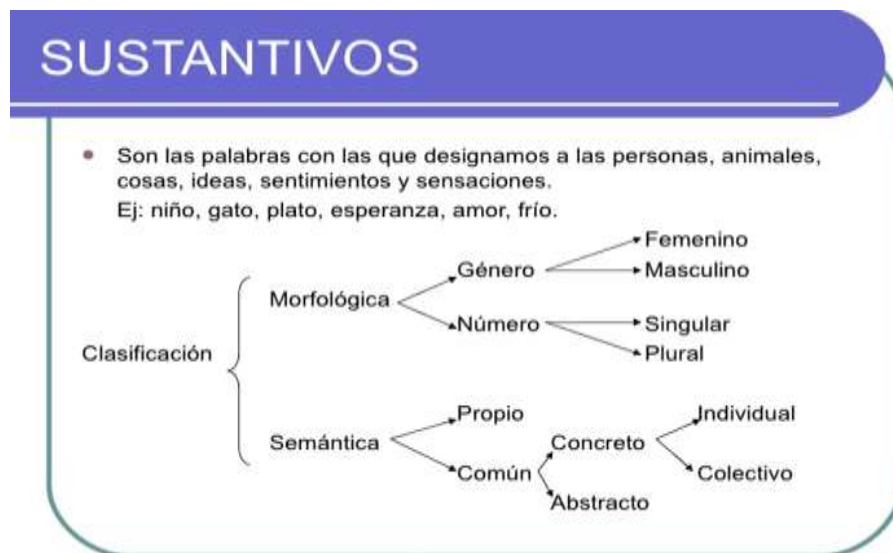 SUSTANTIVOS
Son las palabras con las que designamos a las personas, animales,
cosas, ideas, sentimientos y sensaciones.
Ej: niño, gato, plato, esperanza, amor, frío.
Clasificación
Morfológica
Género
Femenino
Masculino
Número
Singular
Plural
Semántica
Propio
Común
Concreto
Individual
Colectivo
Abstracto